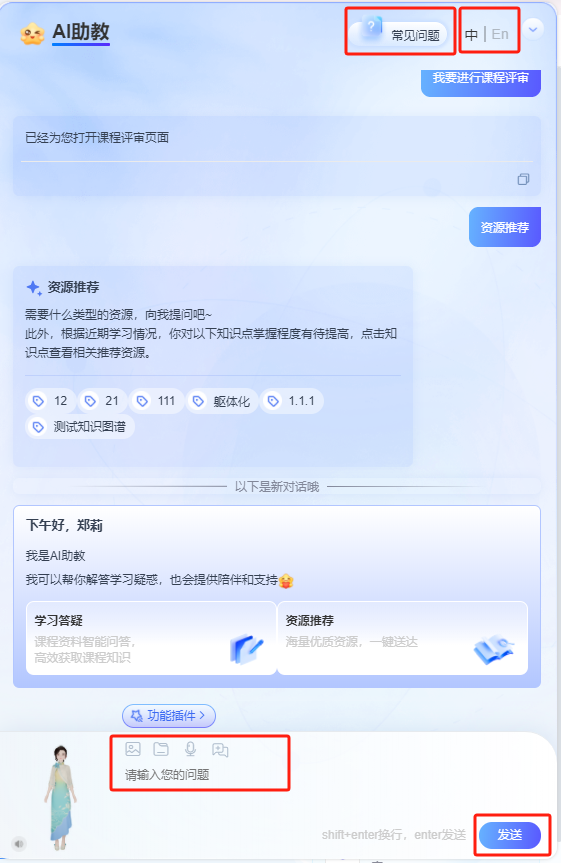 AI助教
常见问题
中 | En
我要进行课程评审
已经为您打开课程评审页面
资源推荐
资源推荐
需要什么类型的资源，向我提问吧~
此外，根据近期学习情况，你对以下知识点掌握程度有待提高，点击知
识点查看相关推荐资源。
12 21 111 躯体化 1.1.1
测试知识图谱
以下是新对话哦
下午好，郑莉
我是AI助教
我可以帮你解答学习疑惑，也会提供陪伴和支持
学习答疑
课程资料智能问答，
高效获取课程知识
资源推荐
海量优质资源，一键送达
功能插件 >
请输入您的问题
shift+enter换行，enter发送
发送